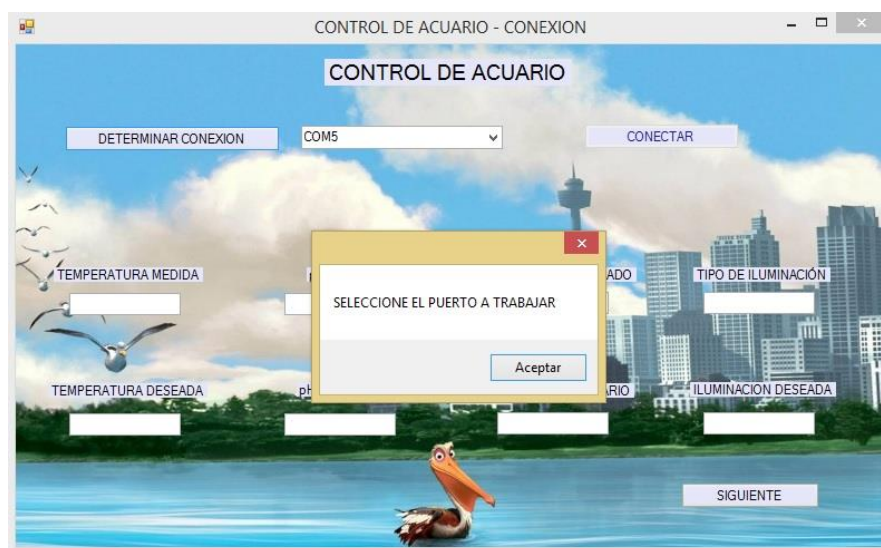 CONTROL DE ACUARIO - CONEXION
CONTROL DE ACUARIO
DETERMINAR CONEXION
COM5
CONECTAR
TEMPERATURA MEDIDA
TIPO DE ILUMINACIÓN
SELECCIONE EL PUERTO A TRABAJAR
Aceptar
TEMPERATURA DESEADA
ILUMINACION DESEADA
SIGUIENTE